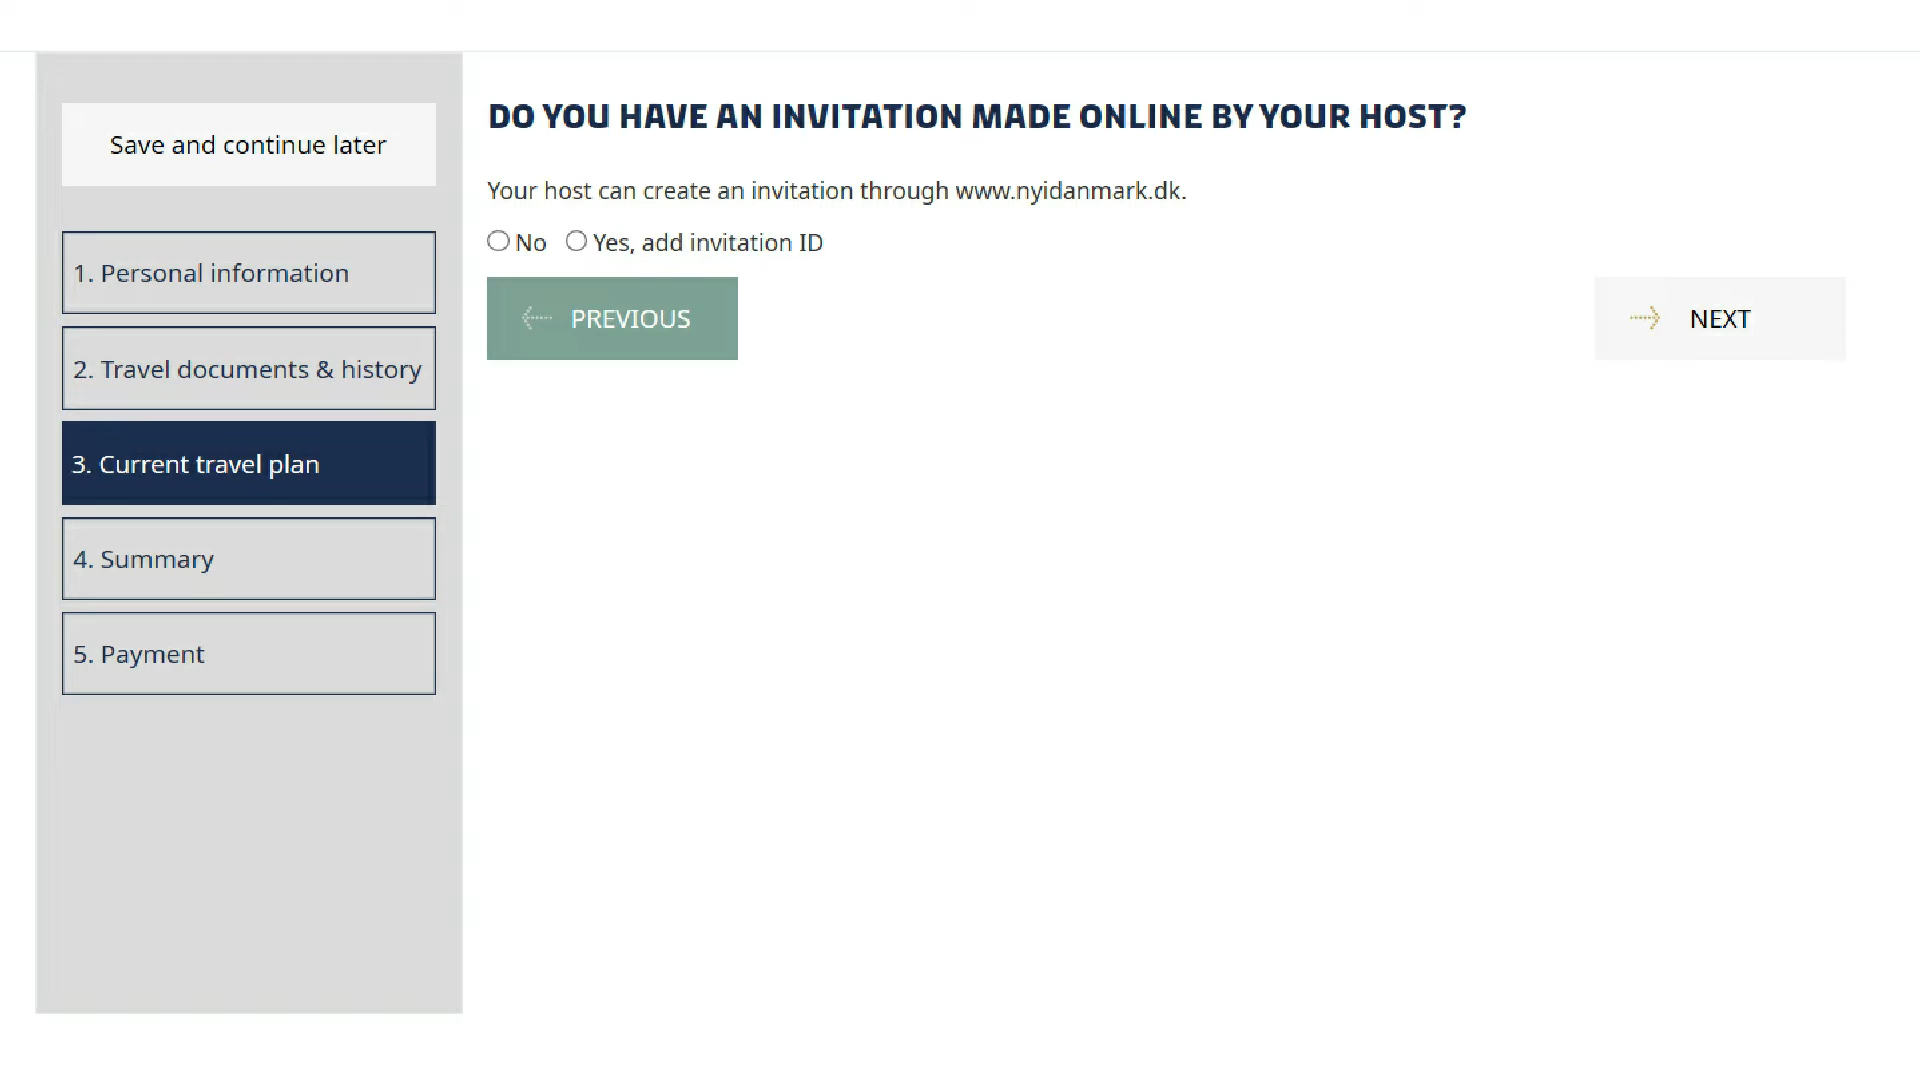 Save and continue later
1. Personal information
2. Travel documents & history
3. Current travel plan
4. Summary
5. Payment
DO YOU HAVE AN INVITATION MADE ONLINE BY YOUR HOST?
Your host can create an invitation through www.nyidanmark.dk.
No Yes, add invitation ID
PREVIOUS NEXT